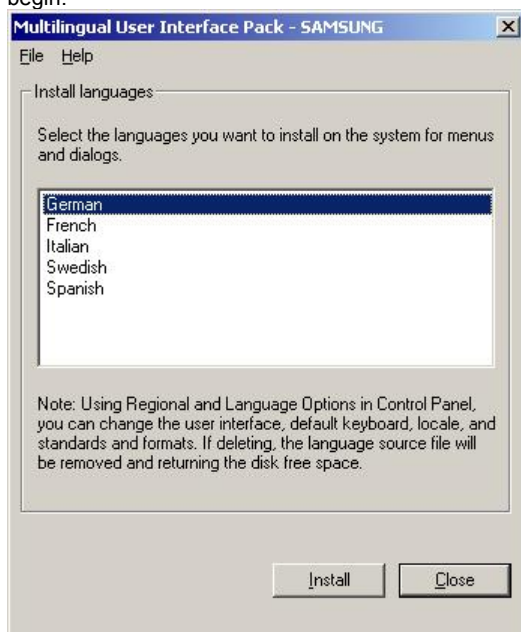 begin.
Multilingual User Interface Pack - SAMSUNG
File Help
Install languages
Select the languages you want to install on the system for menus
and dialogs.
German
French
Italian
Swedish
Spanish
Note: Using Regional and Language Options in Control Panel,
you can change the user interface, default keyboard, locale, and
standards and formats. If deleting, the language source file will
be removed and returning the disk free space.
Install Close